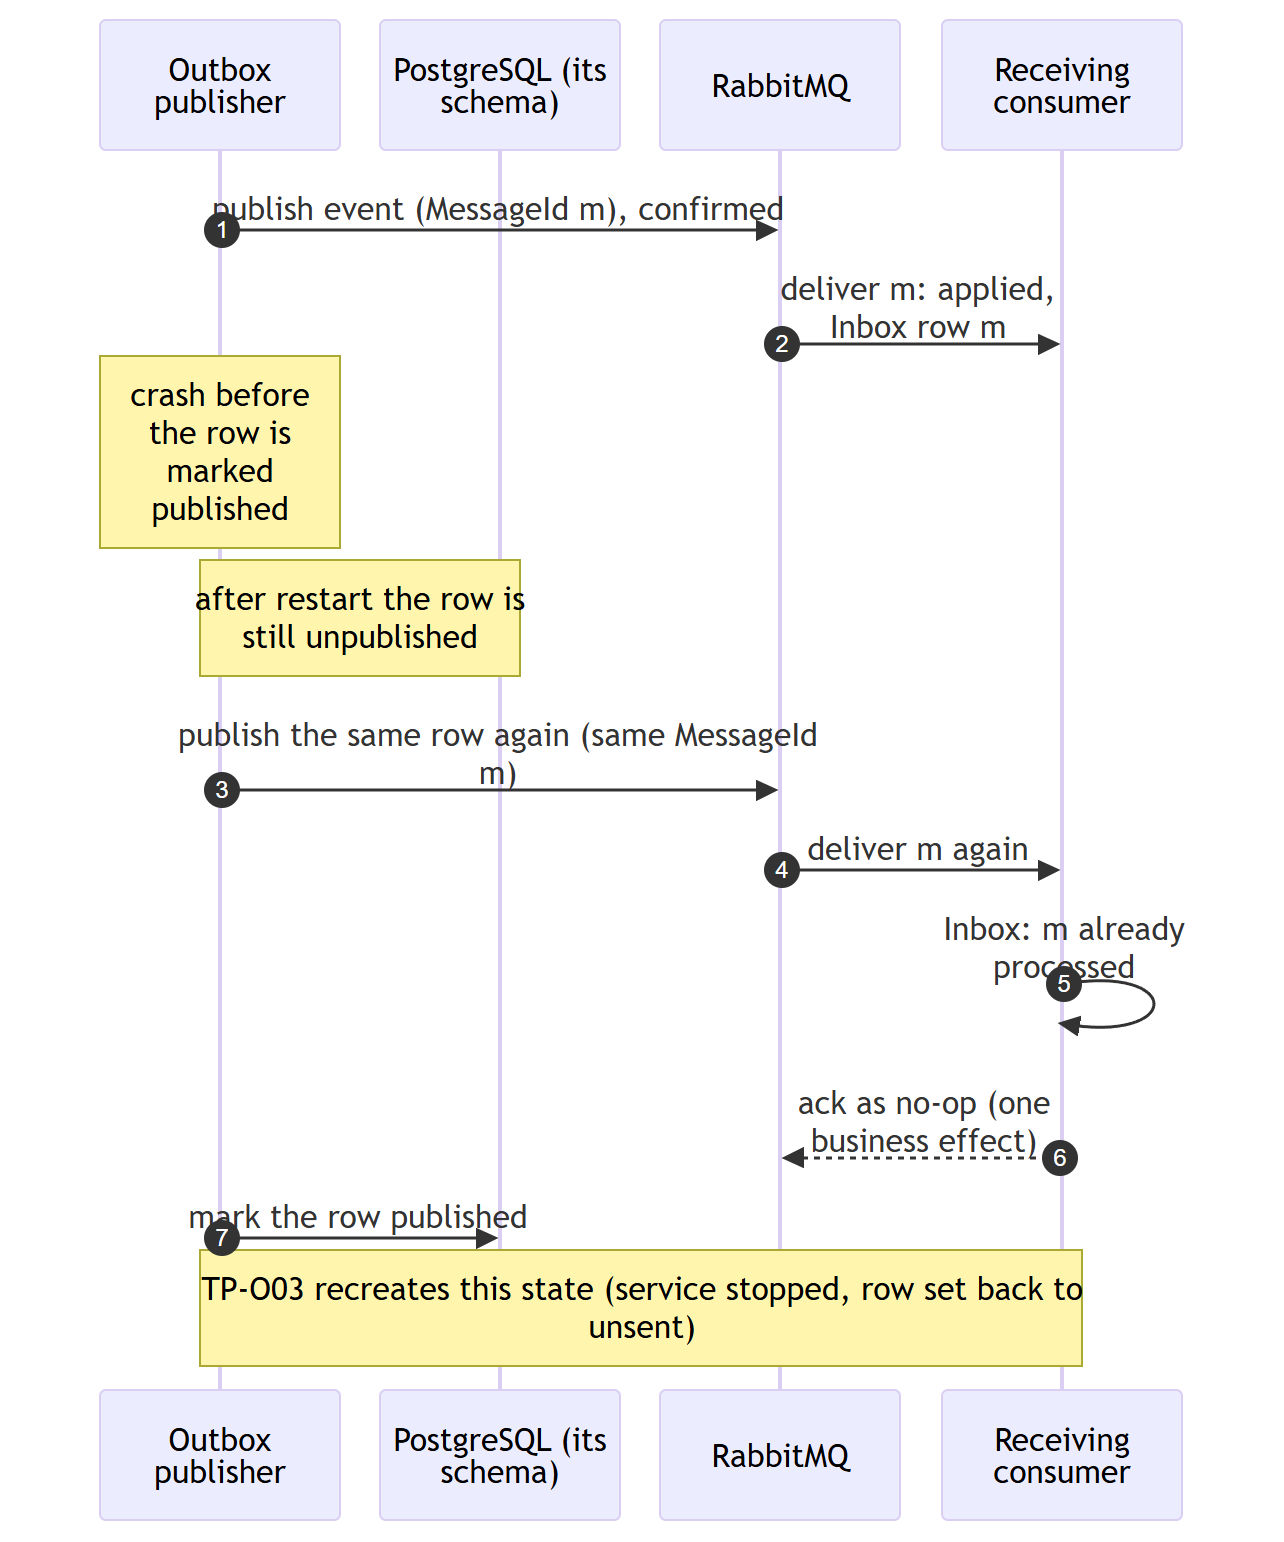 Outbox
publisher
PostgreSQL (its
schema)
RabbitMQ
Receiving
consumer
publish event (MessageId m), confirmed
1
deliver m: applied,
Inbox row m
2
crash before
the row is
marked
published
after restart the row is
still unpublished
publish the same row again (same MessageId
m)
3
deliver m again
4
Inbox: m already
processed
5
ack as no-op (one
business effect)
6
mark the row published
7
TP-O03 recreates this state (service stopped, row set back to
unsent)
Outbox
publisher
PostgreSQL (its
schema)
RabbitMQ
Receiving
consumer